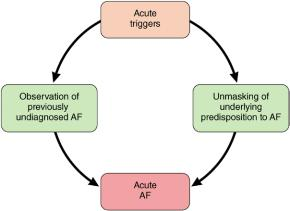 Acute
triggers
Observation of
previously
undiagnosed AF
Unmasking of
underlying
predisposition to AF
Acute
AF